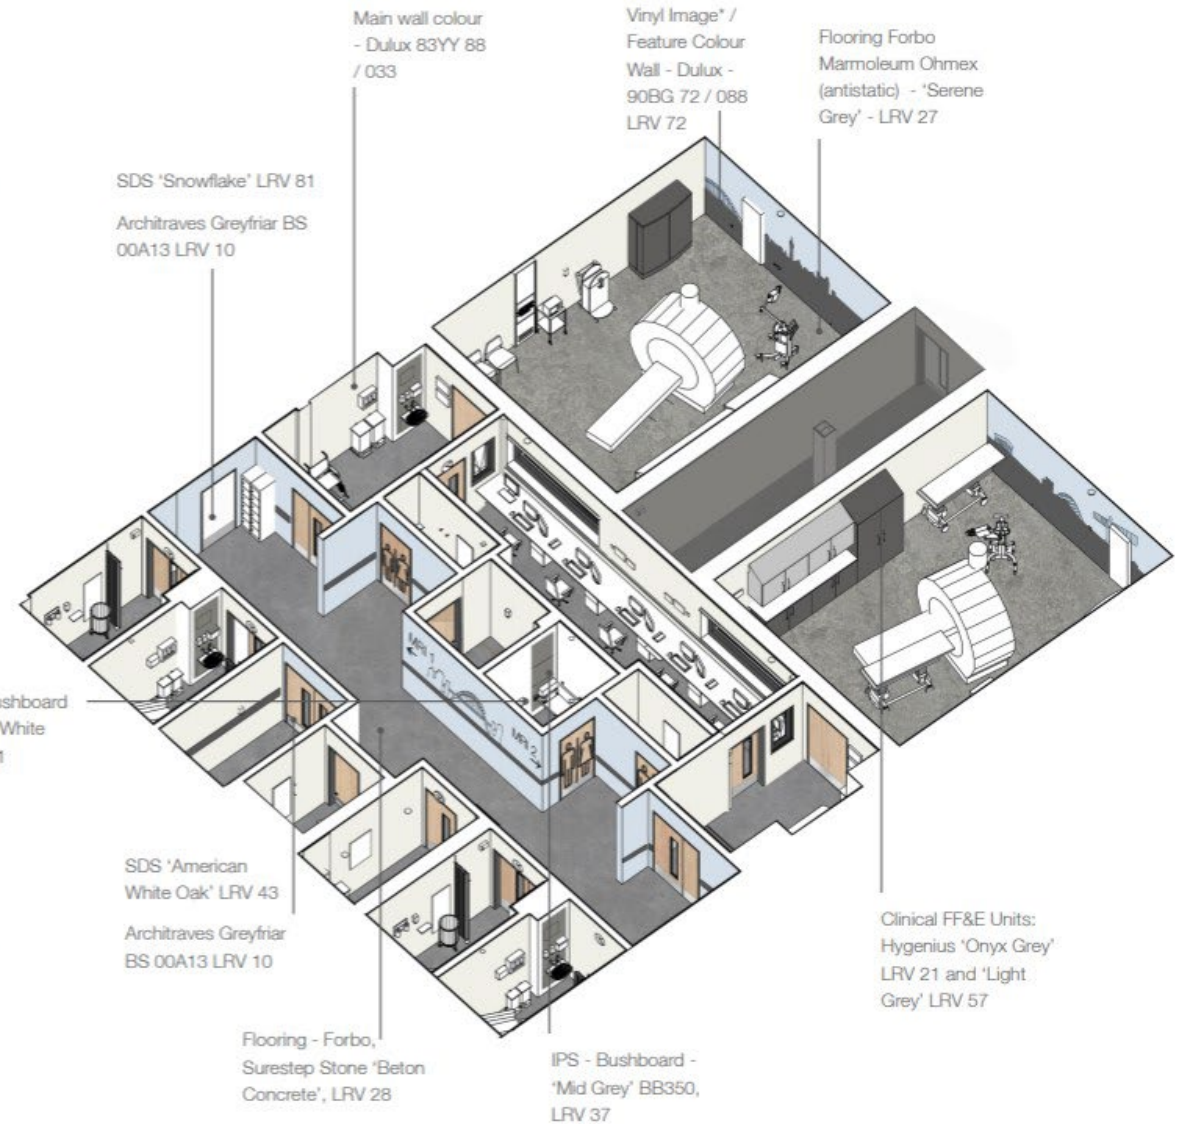 Main wall colour
- Dulux 83YY 88
/ 033
Vinyl Image* /
Feature Colour
Wall - Dulux -
90BG 72 / 088
LRV 72
Flooring Forbo
Marmoleum Ohmex
(antistatic) - ‘Serene
Grey’ - LRV 27
SDS ‘Snowflake’ LRV 81
Architraves Greyfriar BS
00A13 LRV 10
MRI 1
MRI 2
White
SDS ‘American
White Oak’ LRV 43
Architraves Greyfriar
BS 00A13 LRV 10
Clinical FF&E Units:
Hygenius ‘Onyx Grey’
LRV 21 and ‘Light
Grey’ LRV 57
Flooring - Forbo,
Surestep Stone ‘Beton
Concrete’, LRV 28
IPS - Bushboard -
‘Mid Grey’ BB350,
LRV 37